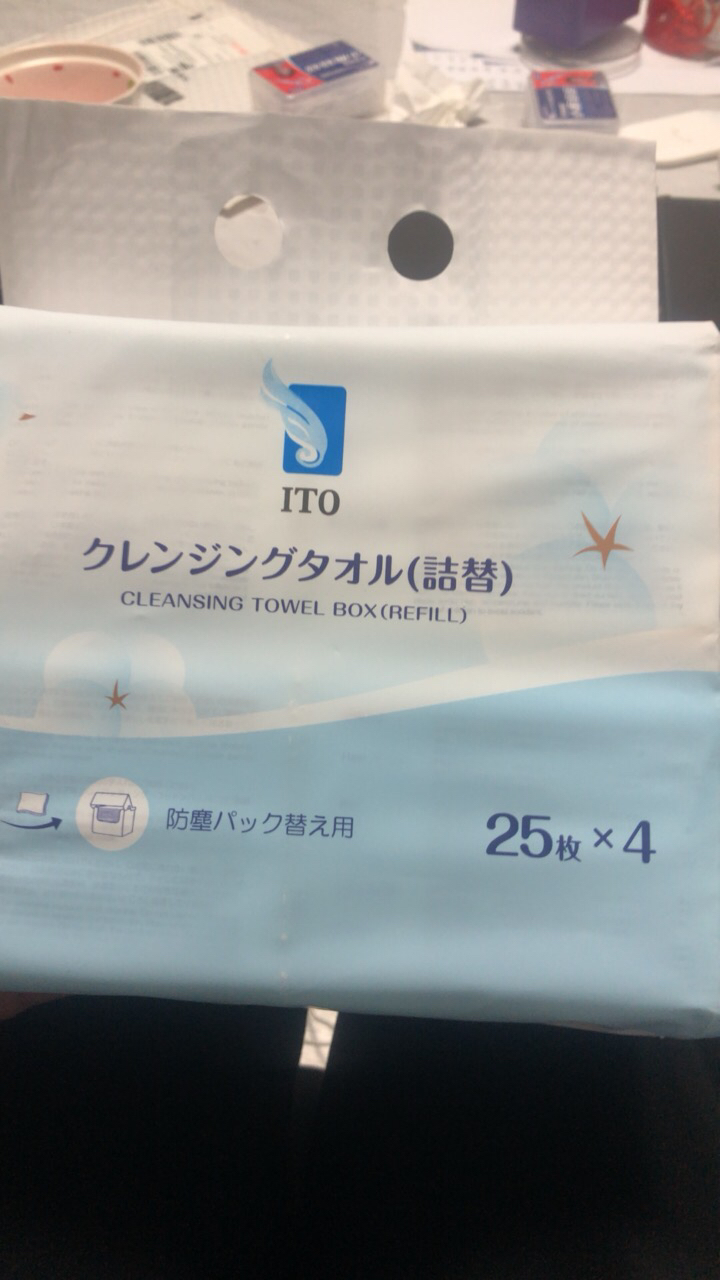 ITO
クレンジングタオル(詰替)
CLEANSING TOWEL BOX(REFILL)
防塵パック替え用
25枚×4